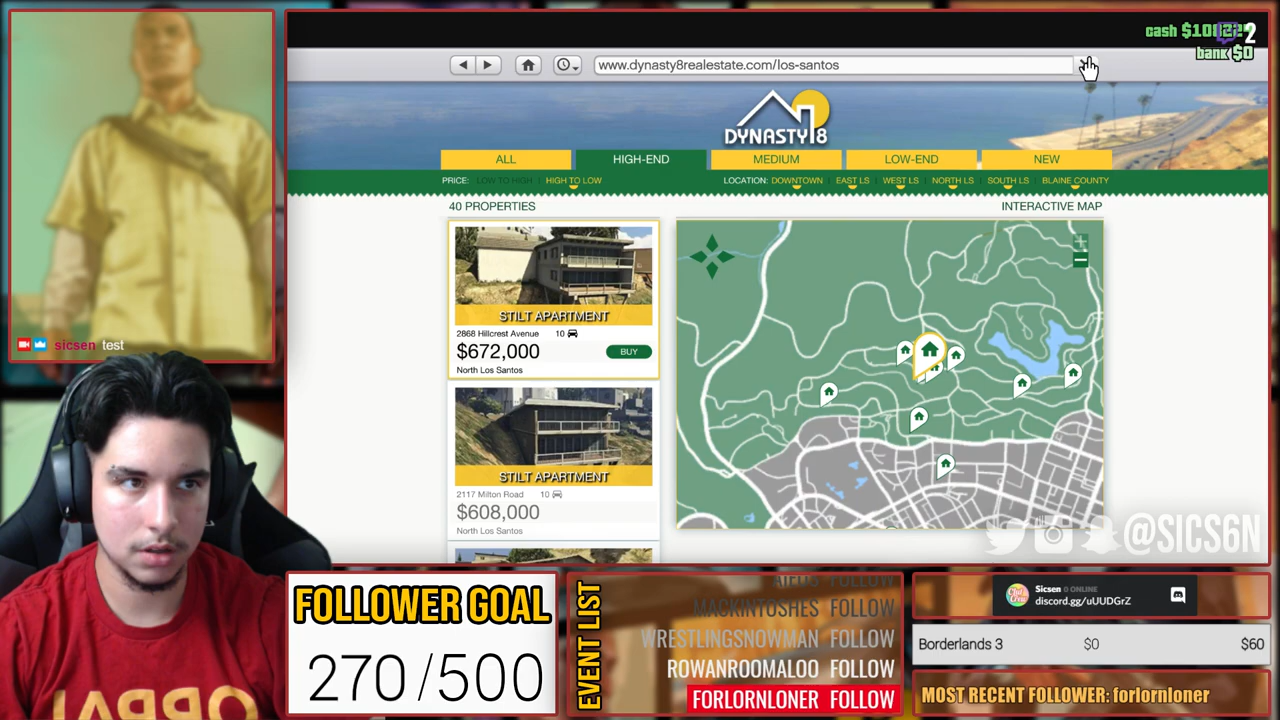 cash
2
bank $0
www.dynasty8realestate.com/los-santos
DYNASTY 8
ALL
HIGH-END
MEDIUM
LOW-END
NEW
PRICE: LOW TO HIGH HIGH TO LOW
LOCATION: DOWNTOWN EAST LS WEST LS NORTH LS SOUTH LS BLAINE COUNTY
40 PROPERTIES
INTERACTIVE MAP
STILT APARTMENT
2868 Hillcrest Avenue 10
$672,000
BUY
North Los Santos
STILT APARTMENT
2117 Milton Road 10
$608,000
North Los Santos
sicsen test
@SICS6N
FOLLOWER GOAL
270/500
EVENT LIST
FOLLOW
MACKINTOSHES FOLLOW
WRESTLINGSNOWMAN FOLLOW
ROWANROOMALOO FOLLOW
FORLORNLONER FOLLOW
Sicsen 0 ONLINE
discord.gg/uUUDGrZ
Borderlands 3 $0 $60
MOST RECENT FOLLOWER: forlornloner